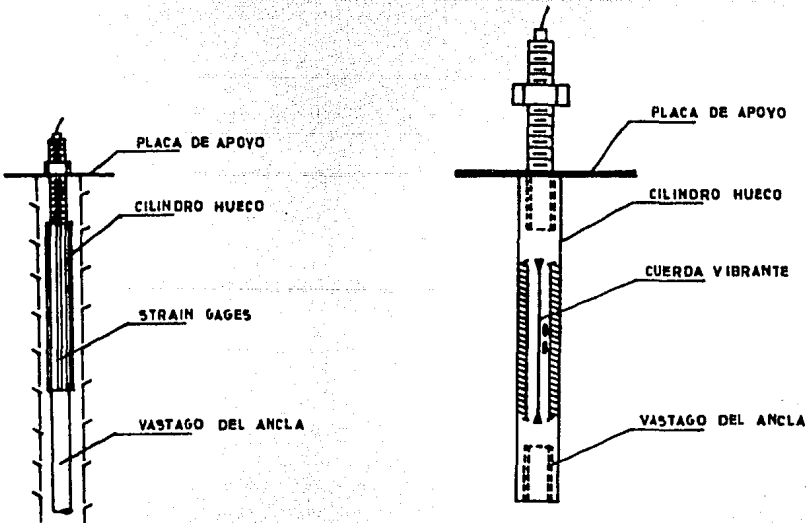 PLACA DE APOYO
CILINDRO HUECO
STRAIN GAGES
VASTAGO DEL ANCLA
PLACA DE APOYO
CILINDRO HUECO
CUERDA VIBRANTE
VASTAGO DEL ANCLA